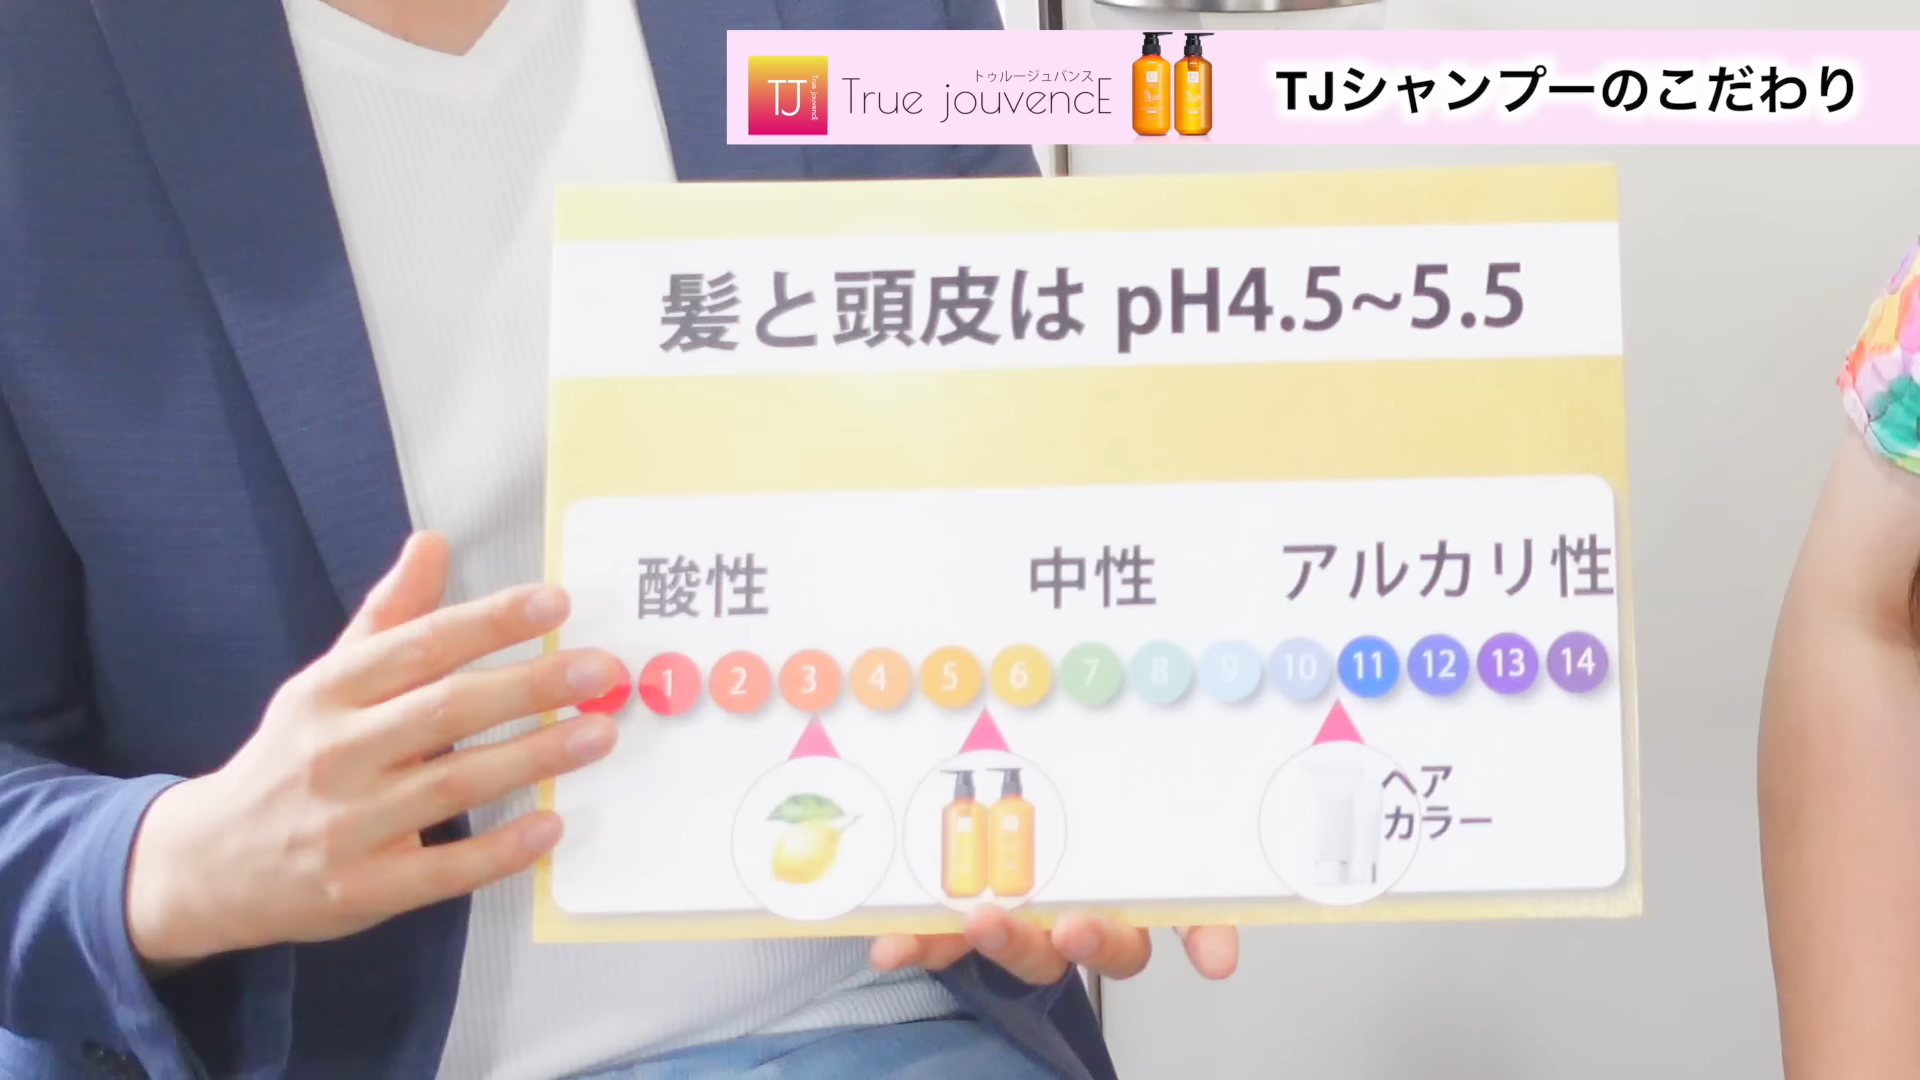 TJ
True jouvencE
トゥルージュバンス
True jouvencE
TJシャンプーのこだわり
髪と頭皮は pH4.5~5.5
酸性 中性 アルカリ性
1 2 3 4 5 6 7 8 9 10 11 12 13 14
ヘア
カラー